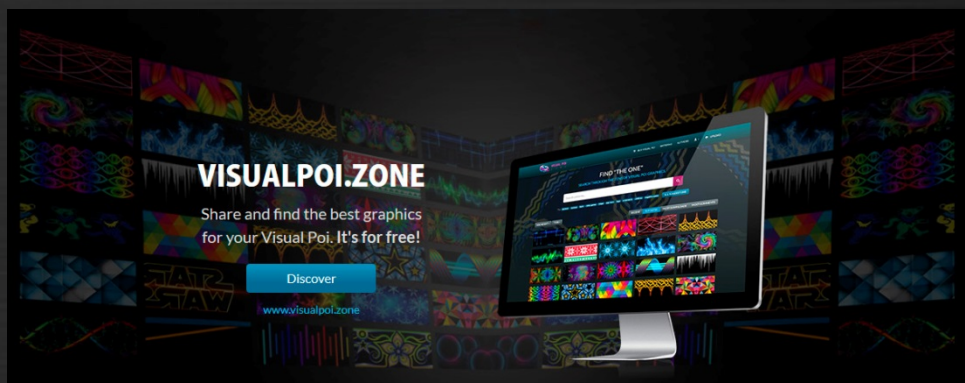 VISUALPOI.ZONE
Share and find the best graphics
for your Visual Poi. It's for free!
Discover
www.visualpoi.zone
FIND "THE ONE"